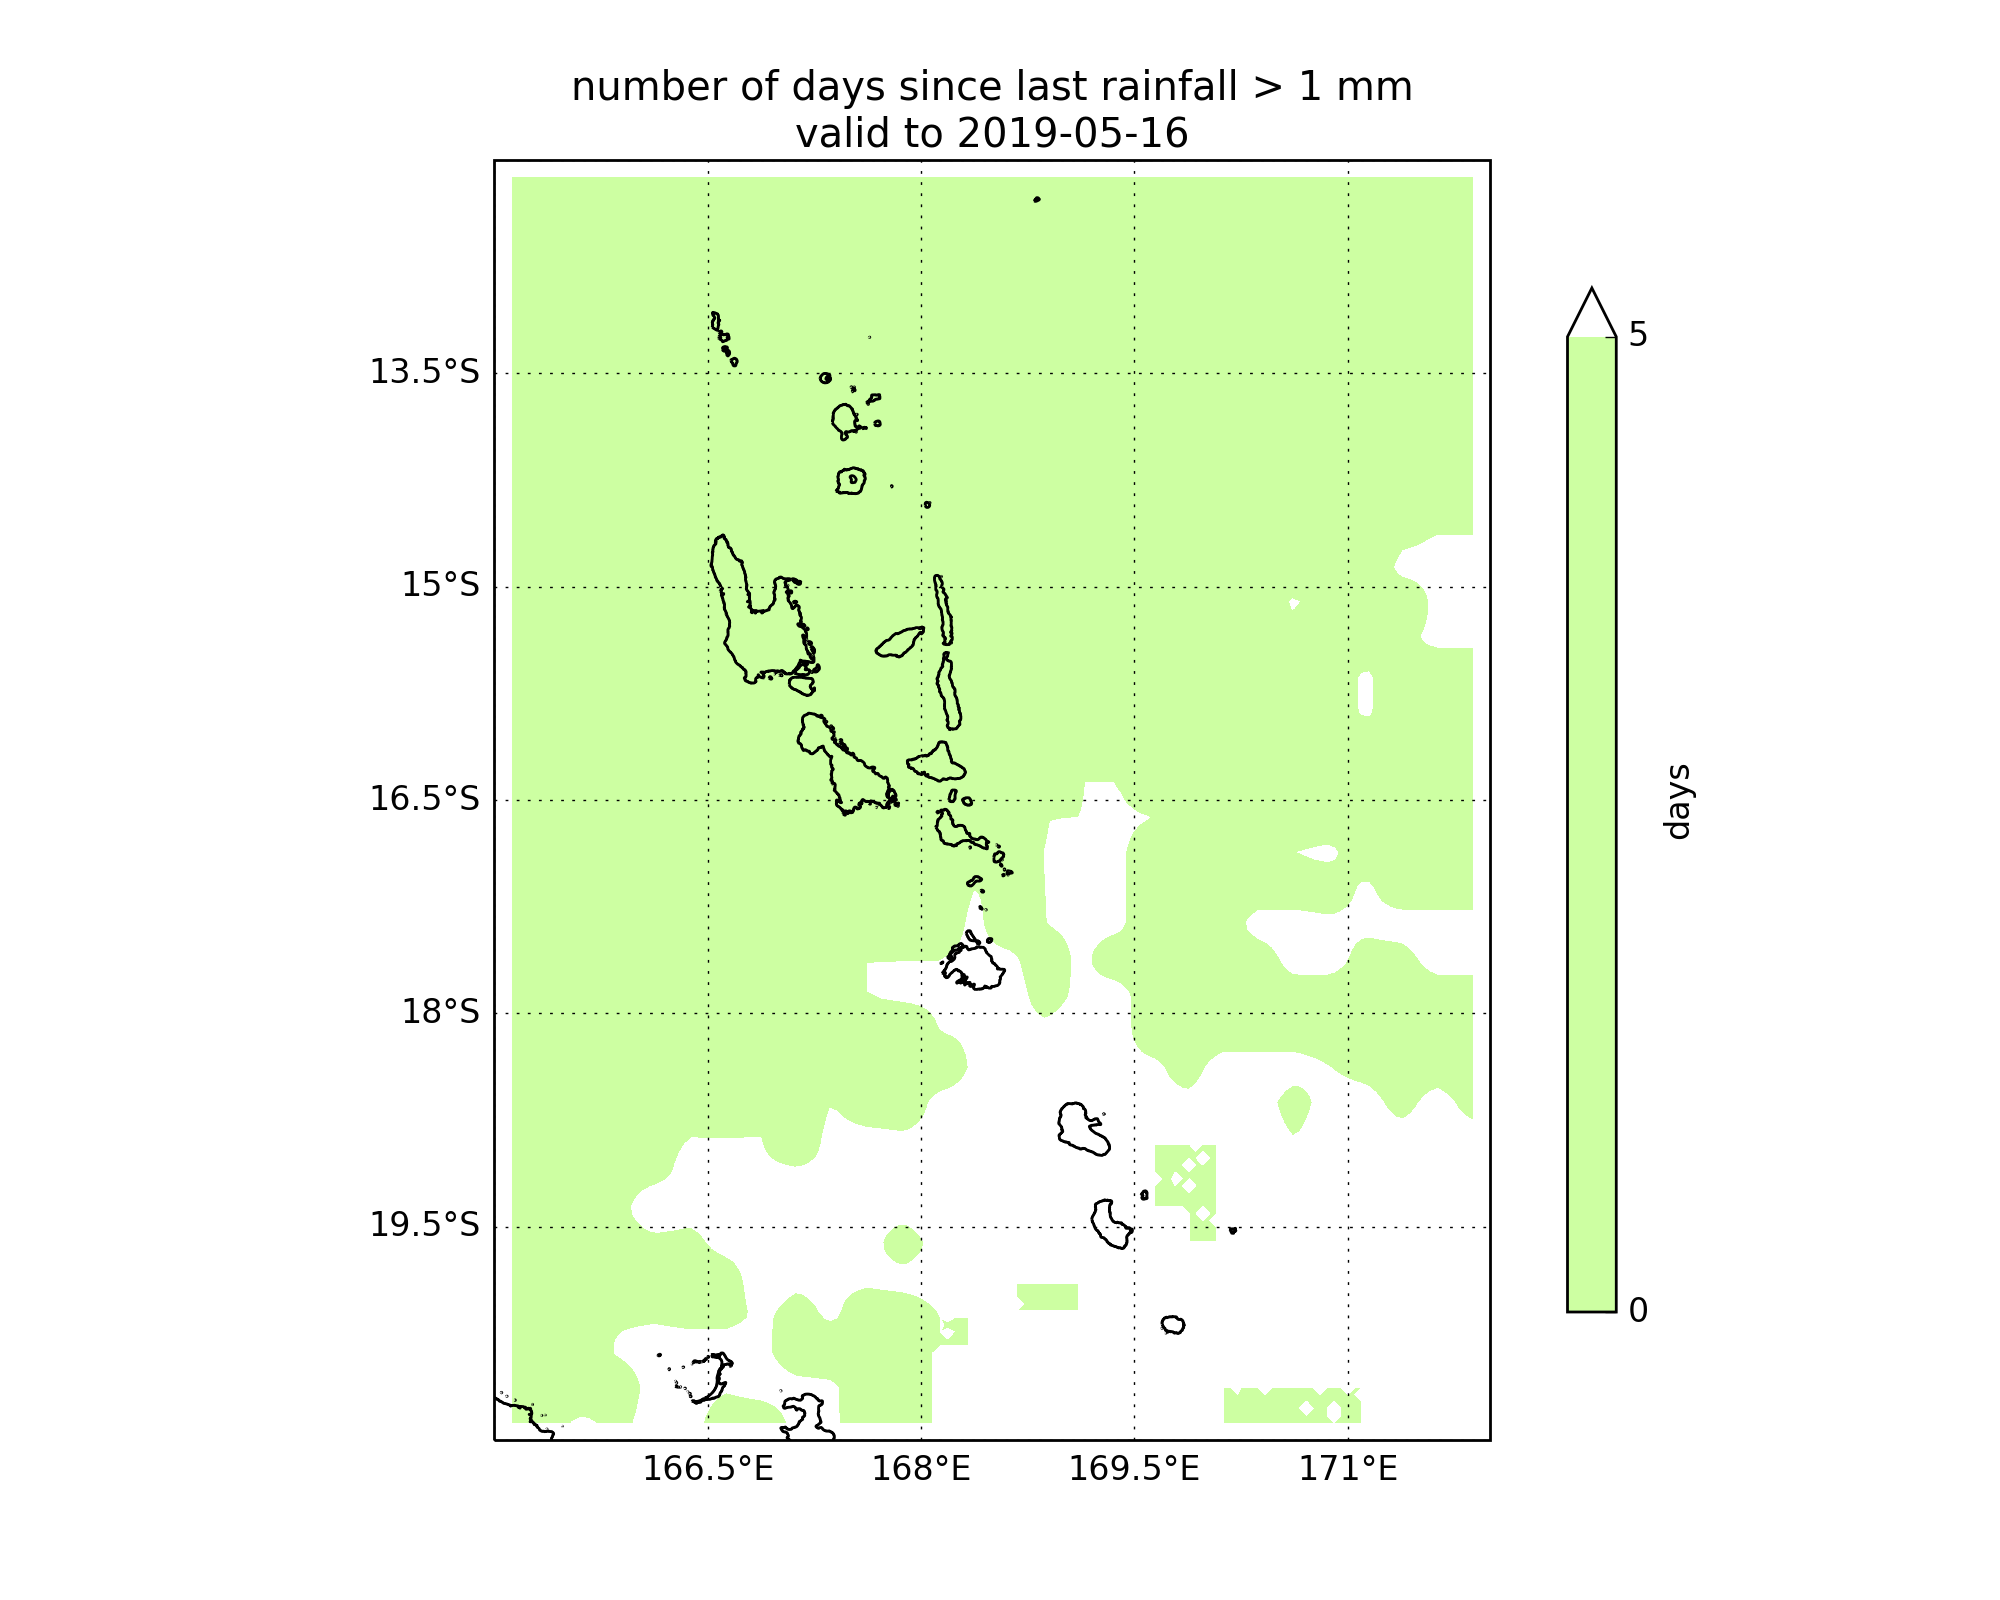 number of days since last rainfall > 1 mm
valid to 2019-05-16
13.5°S
15°S
16.5°S
18°S
19.5°S
166.5°E
168°E
169.5°E
171°E
5
0
days